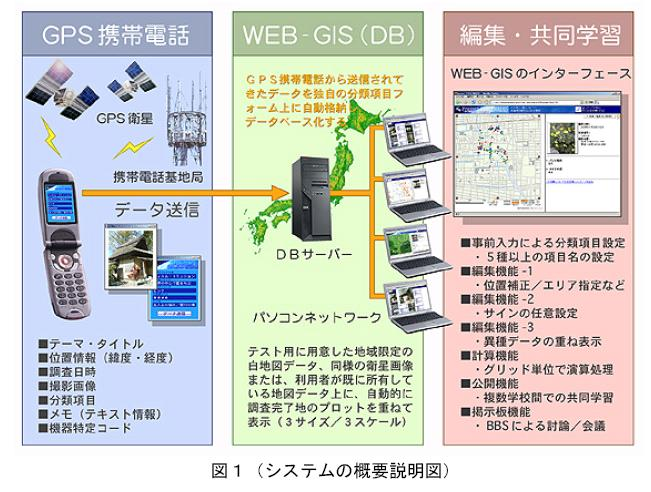 GPS携帯電話
GPS衛星
携帯電話基地局
データ送信
■テーマ・タイトル
■位置情報（緯度・経度）
■調査日時
■撮影画像
■分類項目
■メモ（テキスト情報）
■機器特定コード
WEB-GIS（DB）
GPS携帯電話から送信されて
きたデータを独自の分類項目フ
ォーム上に自動格納
データベース化する
DBサーバー
パソコンネットワーク
テスト用に用意した地域限定の
白地図データ、同様の衛星画像
または、利用者が既に所有して
いる地図データ上に、自動的に
調査完了地のプロットを重ねて
表示（3サイズ／3スケール）
編集・共同学習
WEB-GISのインターフェース
■事前入力による分類項目設定
・5種以上の項目名の設定
■編集機能-1
・位置補正／エリア指定など
■編集機能-2
・サインの任意設定
■編集機能-3
・異種データの重ね表示
■計算機能
・グリッド単位で演算処理
■公開機能
・複数学校間での共同学習
■掲示板機能
・BBSによる討論／会議
図1（システムの概要説明図）